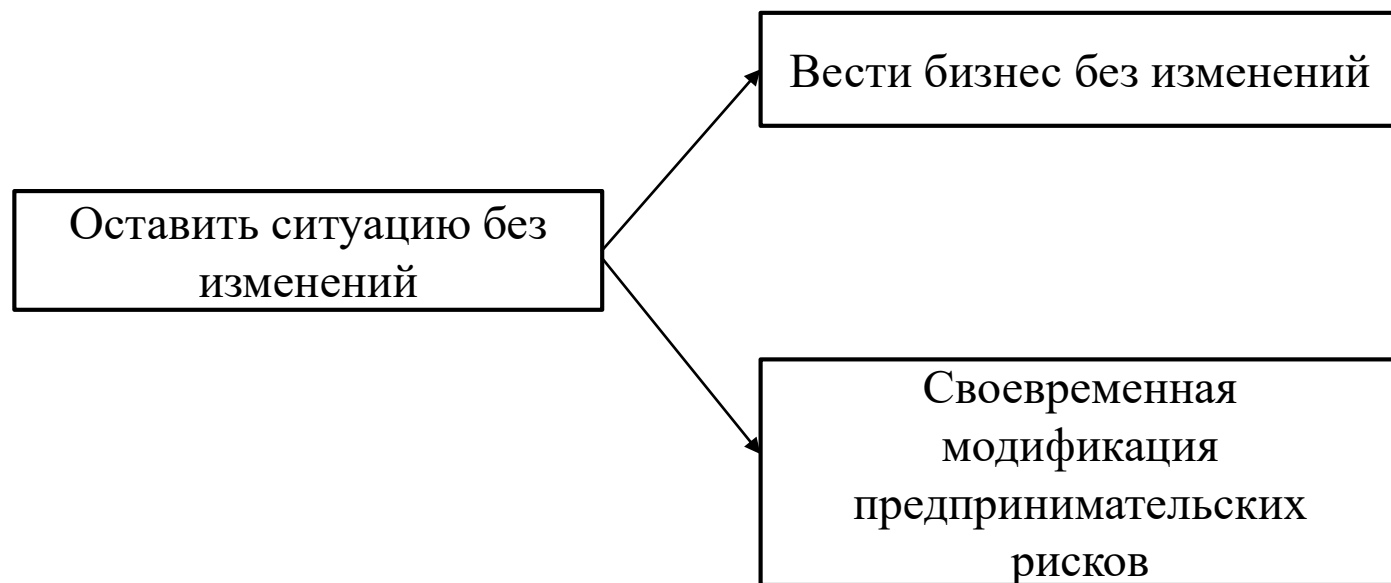 Вести бизнес без изменений
Оставить ситуацию без
изменений
Своевременная
модификация
предпринимательских
рисков